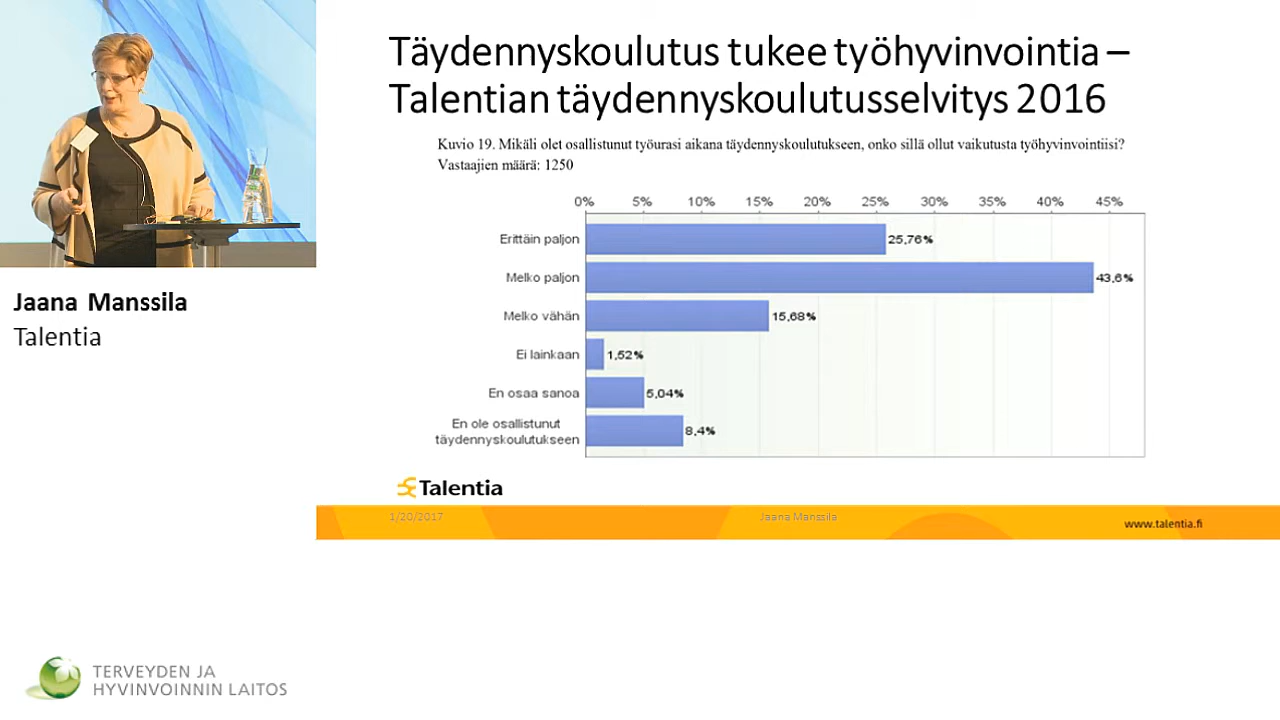 Täydennyskoulutus tukee työhyvinvointia –
Talentian täydennyskoulutusselvitys 2016
Kuvio 19. Mikäli olet osallistunut työurasi aikana täydennyskoulutukseen, onko sillä ollut vaikutusta työhyvinvointiisi?
Vastaajien määrä: 1250
0% 5% 10% 15% 20% 25% 30% 35% 40% 45%
Erittäin paljon 25,76%
Melko paljon 43,6%
Melko vähän 15,68%
Ei lainkaan 1,52%
En osaa sanoa 5,04%
En ole osallistunut
täydennyskoulutukseen 8,4%
Talentia
1/20/2017 Jaana Manssila www.talentia.fi
Jaana Manssila
Talentia
TERVEYDEN JA
HYVINVOINNIN LAITOS